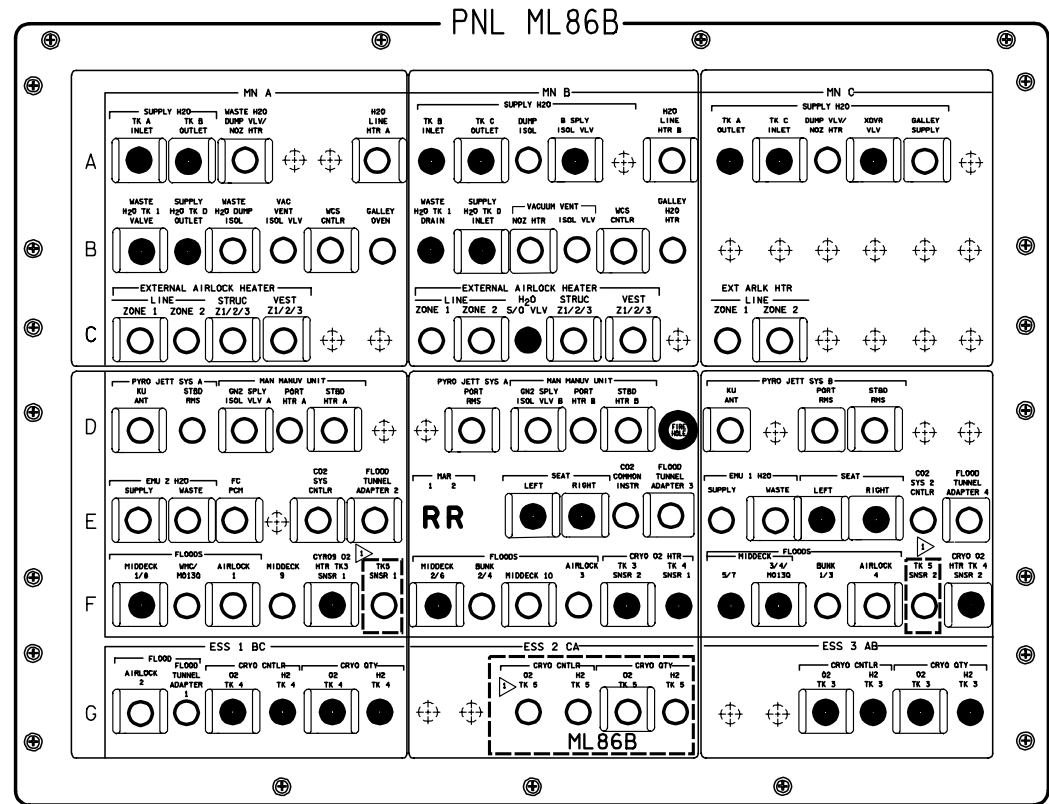 PNL ML86B
MN A
MN B
MN C
SUPPLY H2O
WASTE H2O
H2O
SUPPLY H2O
H2O
SUPPLY H2O
TK A
TK B
DUMP VLV/
LINE
TK B
TK C
DUMP
B SPLY
LINE
TK A
TK C
DUMP VLV/
XOVR
GALLEY
INLET
OUTLET
NOZ HTR
HTR A
INLET
OUTLET
ISOL
ISOL VLV
HTR B
OUTLET
INLET
NOZ HTR
VLV
SUPPLY
A
WASTE
SUPPLY
WASTE
VAC
WASTE
SUPPLY
VACUUM VENT
GALLEY
H2O TK 1
H2O TK D
H2O DUMP
VENT
WCS
GALLEY
H2O TK 1
H2O TK D
WCS
H2O
VALVE
OUTLET
ISOL
ISOL VLV
CNTLR
OVEN
DRAIN
INLET
NOZ HTR
ISOL VLV
CNTLR
HTR
B
EXTERNAL AIRLOCK HEATER
EXTERNAL AIRLOCK HEATER
EXT ARLK HTR
LINE
STRUC
VEST
LINE
H2O
STRUC
VEST
LINE
ZONE 1
ZONE 2
Z1/2/3
Z1/2/3
ZONE 1
ZONE 2
S/O VLV
Z1/2/3
Z1/2/3
ZONE 1
ZONE 2
C
PYRO JETT SYS A
MAN MANUV UNIT
PYRO JETT SYS A
MAN MANUV UNIT
PYRO JETT SYS B
KU
STBD
GN2 SPLY
PORT
STBD
PORT
GN2 SPLY
PORT
STBD
KU
PORT
STBD
ANT
RMS
ISOL VLV A
HTR A
HTR A
RMS
ISOL VLV B
HTR B
HTR B
ANT
RMS
RMS
D
FIRE
HOLE
EMU 2 H2O
FC
CO2
FLOOD
MAR
SEAT
CO2
FLOOD
EMU 1 H2O
SEAT
CO2
FLOOD
SUPPLY
WASTE
PCM
SYS
TUNNEL
1 2
LEFT
RIGHT
COMMON
TUNNEL
SUPPLY
WASTE
LEFT
RIGHT
SYS 2
TUNNEL
CNTLR
ADAPTER 2
INSTR
ADAPTER 3
CNTLR
ADAPTER 4
E
RR
1
1
FLOODS
CYRO9 O2
FLOODS
CRYO O2 HTR
FLOODS
MIDDECK
WMC/
AIRLOCK
MIDDECK
HTR TK3
TK5
MIDDECK
BUNK
MIDDECK 10
AIRLOCK
TK 3
TK 4
MIDDECK
3/4/
BUNK
AIRLOCK
TK 5
CRYO O2
HTR TK 4
1/8
MO13Q
1
9
SNSR 1
SNSR 1
2/6
2/4
3
SNSR 2
SNSR 1
5/7
MO13Q
1/3
4
SNSR 2
SNSR 2
F
ESS 1 BC
ESS 2 CA
ESS 3 AB
FLOOD
CRYO CNTLR
CRYO QTY
CRYO CNTLR
CRYO QTY
CRYO CNTLR
CRYO QTY
AIRLOCK
2
FLOOD
TUNNEL
ADAPTER
1
O2
TK 4
H2
TK 4
O2
TK 4
H2
TK 4
1
O2
TK 5
H2
TK 5
O2
TK 5
H2
TK 5
O2
TK 3
H2
TK 3
O2
TK 3
H2
TK 3
G
ML86B